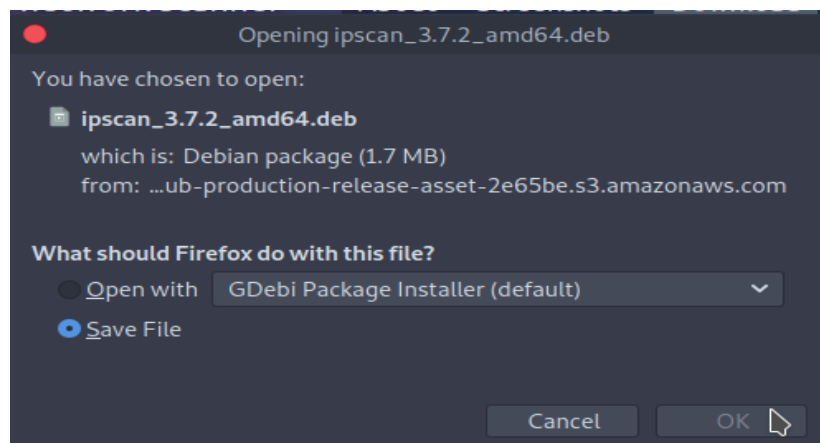 Opening ipscan_3.7.2_amd64.deb
You have chosen to open:
ipscan_3.7.2_amd64.deb
which is: Debian package (1.7 MB)
from: ...ub-production-release-asset-2e65be.s3.amazonaws.com
What should Firefox do with this file?
Open with GDebi Package Installer (default)
Save File
Cancel OK